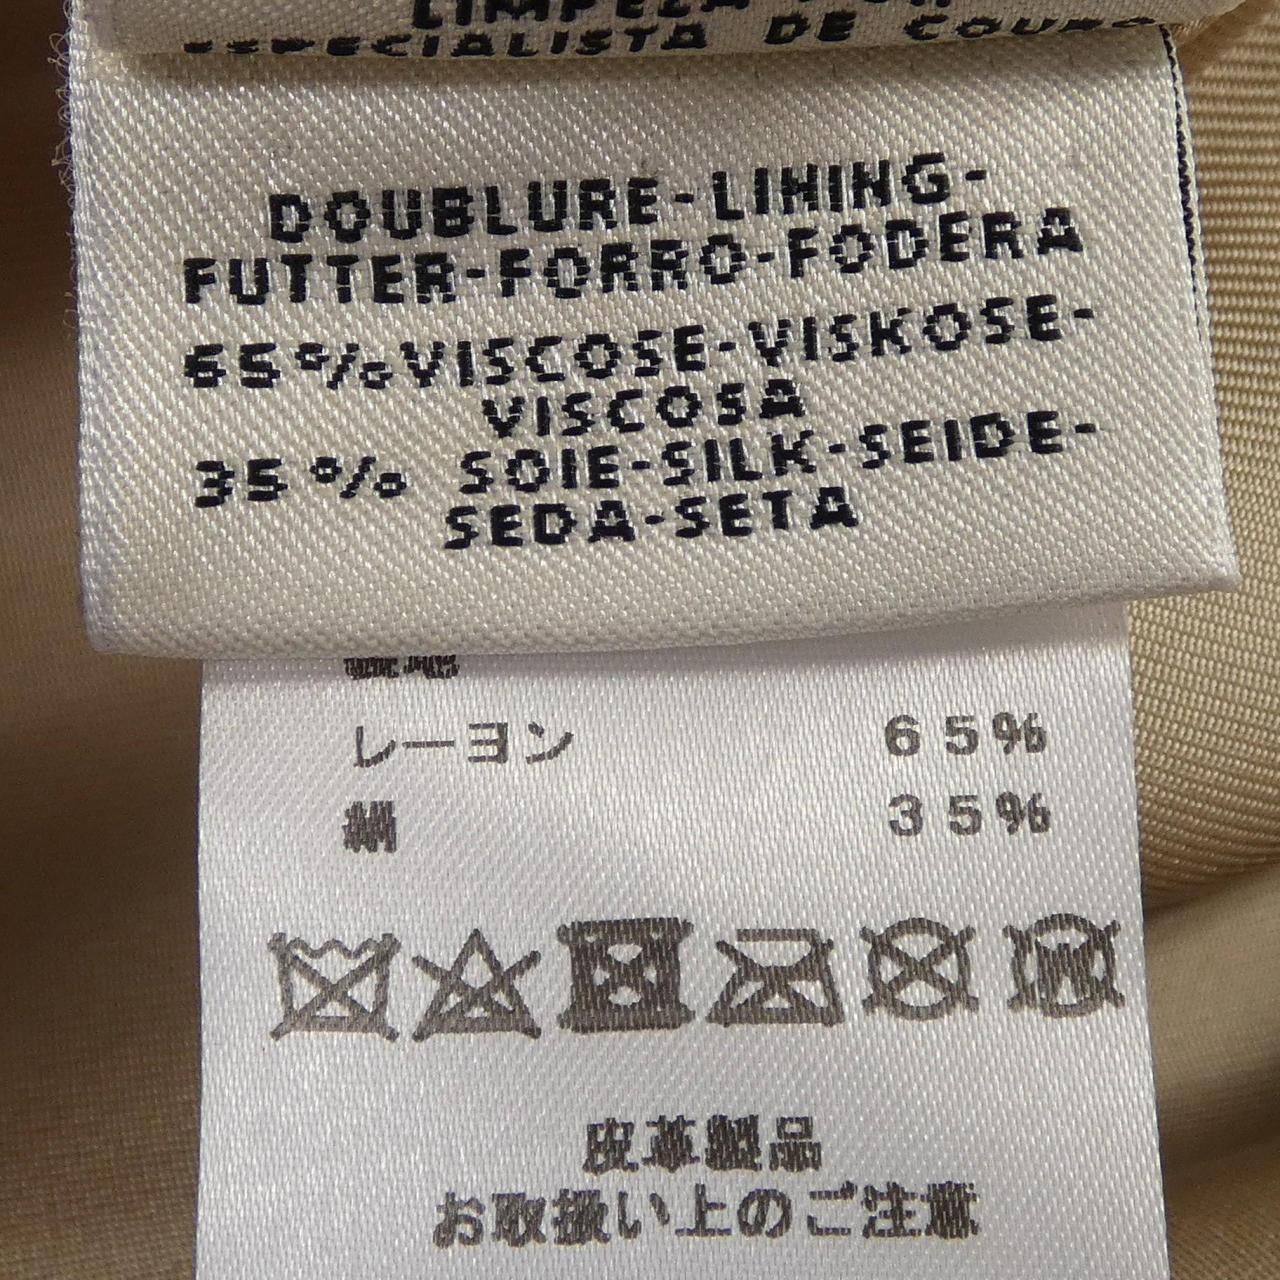 ESPECIALISTA DE COURO
DOUBLURE-LINING-
FUTTER-FORRO-FODERA
65%VISCOSE-VISKOSE-
VISCOSA
35% SOIE-SILK-SEIDE-
SEDA-SETA
レーヨン 65%
絹 35%
皮革製品
お取扱い上のご注意